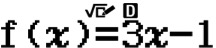 √☑ D
f(x)=3x−1